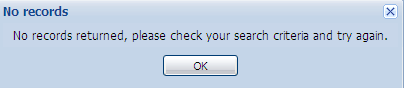 No records
No records returned, please check your search criteria and try again.
OK